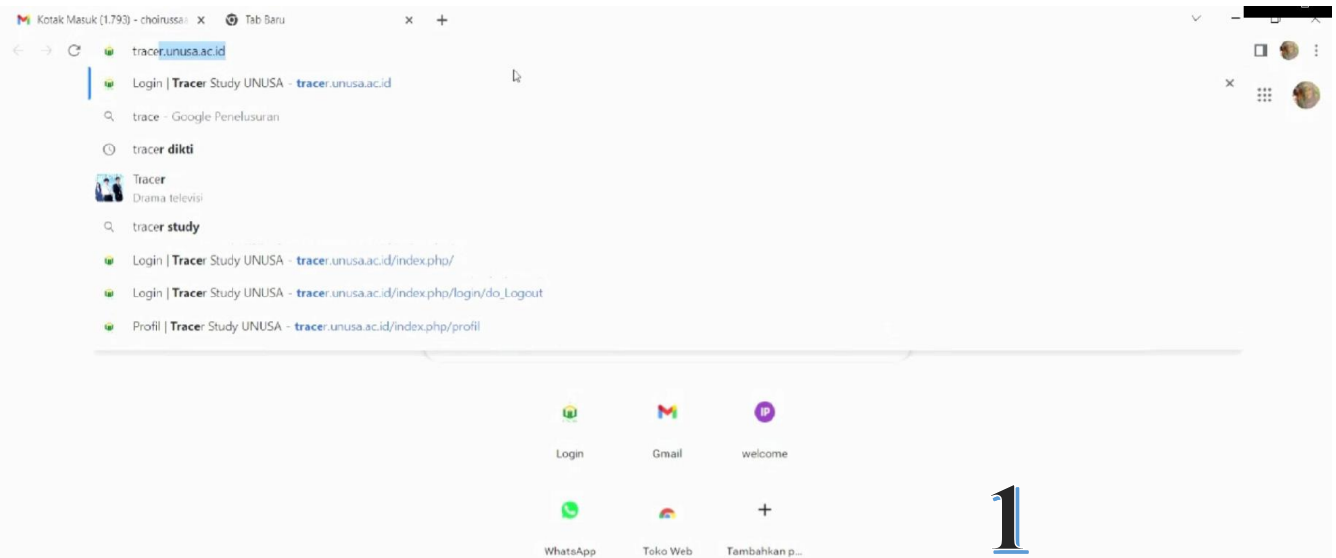 Kotak Masuk (1.793) - choirussa
Tab Baru
tracer.unusa.ac.id
Login | Tracer Study UNUSA - tracer.unusa.ac.id
trace - Google Penelusuran
tracer dikti
Tracer
Drama televisi
tracer study
Login | Tracer Study UNUSA - tracer.unusa.ac.id/index.php/
Login | Tracer Study UNUSA - tracer.unusa.ac.id/index.php/login/do_Logout
Profil | Tracer Study UNUSA - tracer.unusa.ac.id/index.php/profil
IP
Login Gmail welcome
WhatsApp Toko Web Tambahkan p...
1